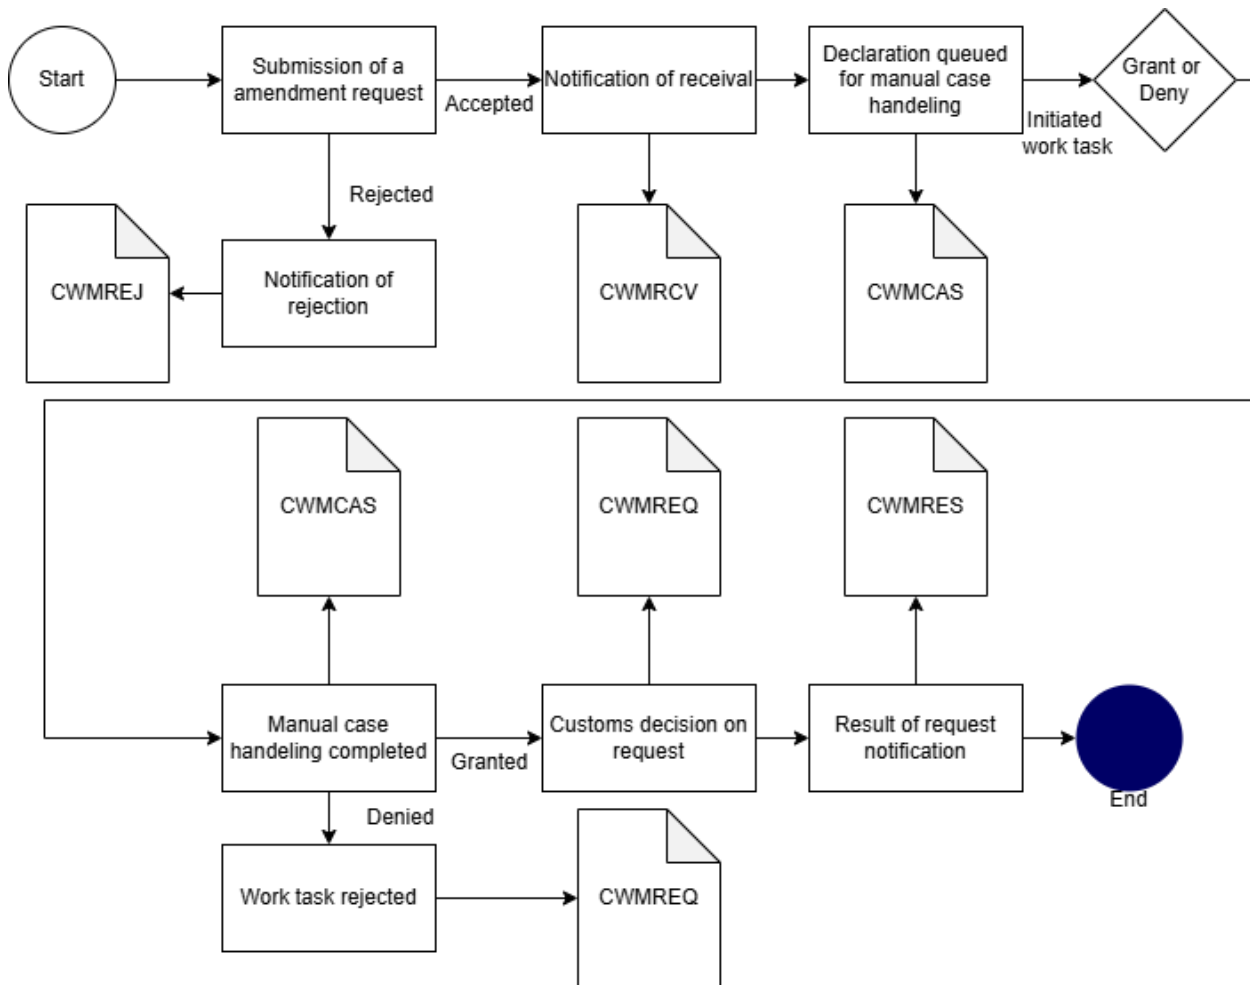 Start
Submission of a
amendment request
Accepted
Notification of receival
Declaration queued
for manual case
handeling
Initiated
work task
Grant or
Deny
Rejected
Notification of
rejection
CWMREJ
CWMRCV
CWMCAS
CWMCAS
CWMREQ
CWMRES
Manual case
handeling completed
Granted
Customs decision on
request
Result of request
notification
End
Denied
Work task rejected
CWMREQ